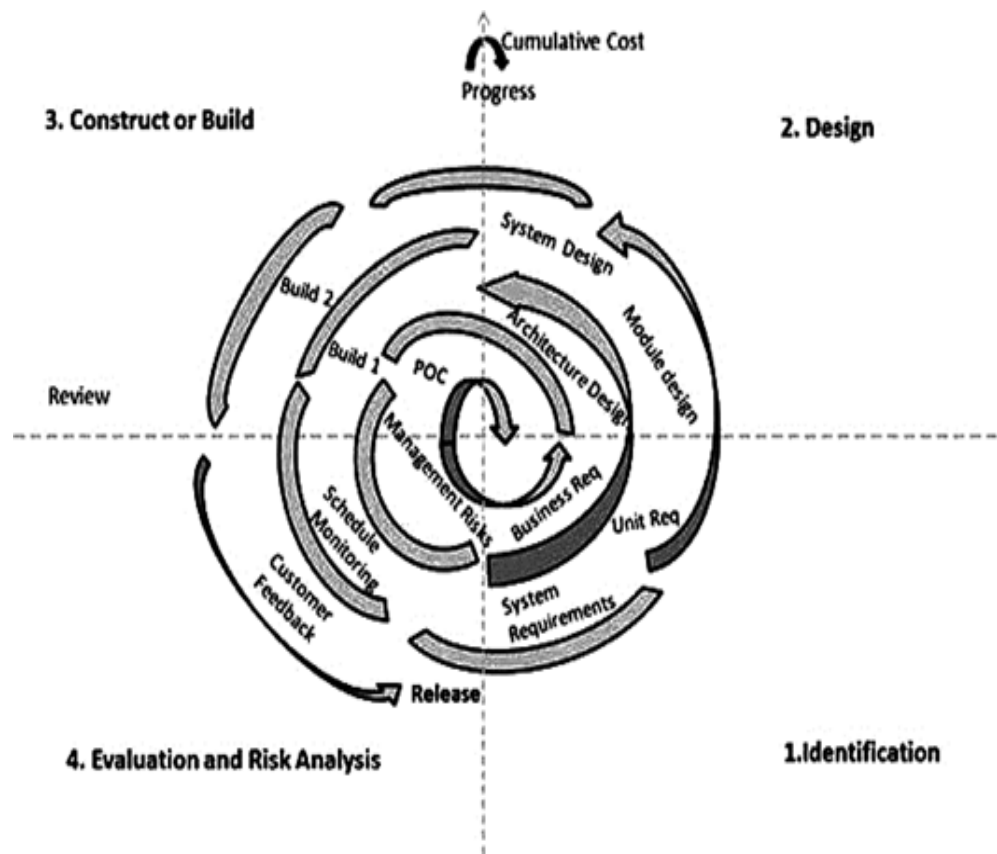 Cumulative Cost
Progress
3. Construct or Build
2. Design
System Design
Build 2
Module design
Architecture Design
Build 1
POC
Review
Management Risks
Business Req
Unit Req
Schedule
Monitoring
System
Requirements
Customer
Feedback
Release
4. Evaluation and Risk Analysis
1.Identification